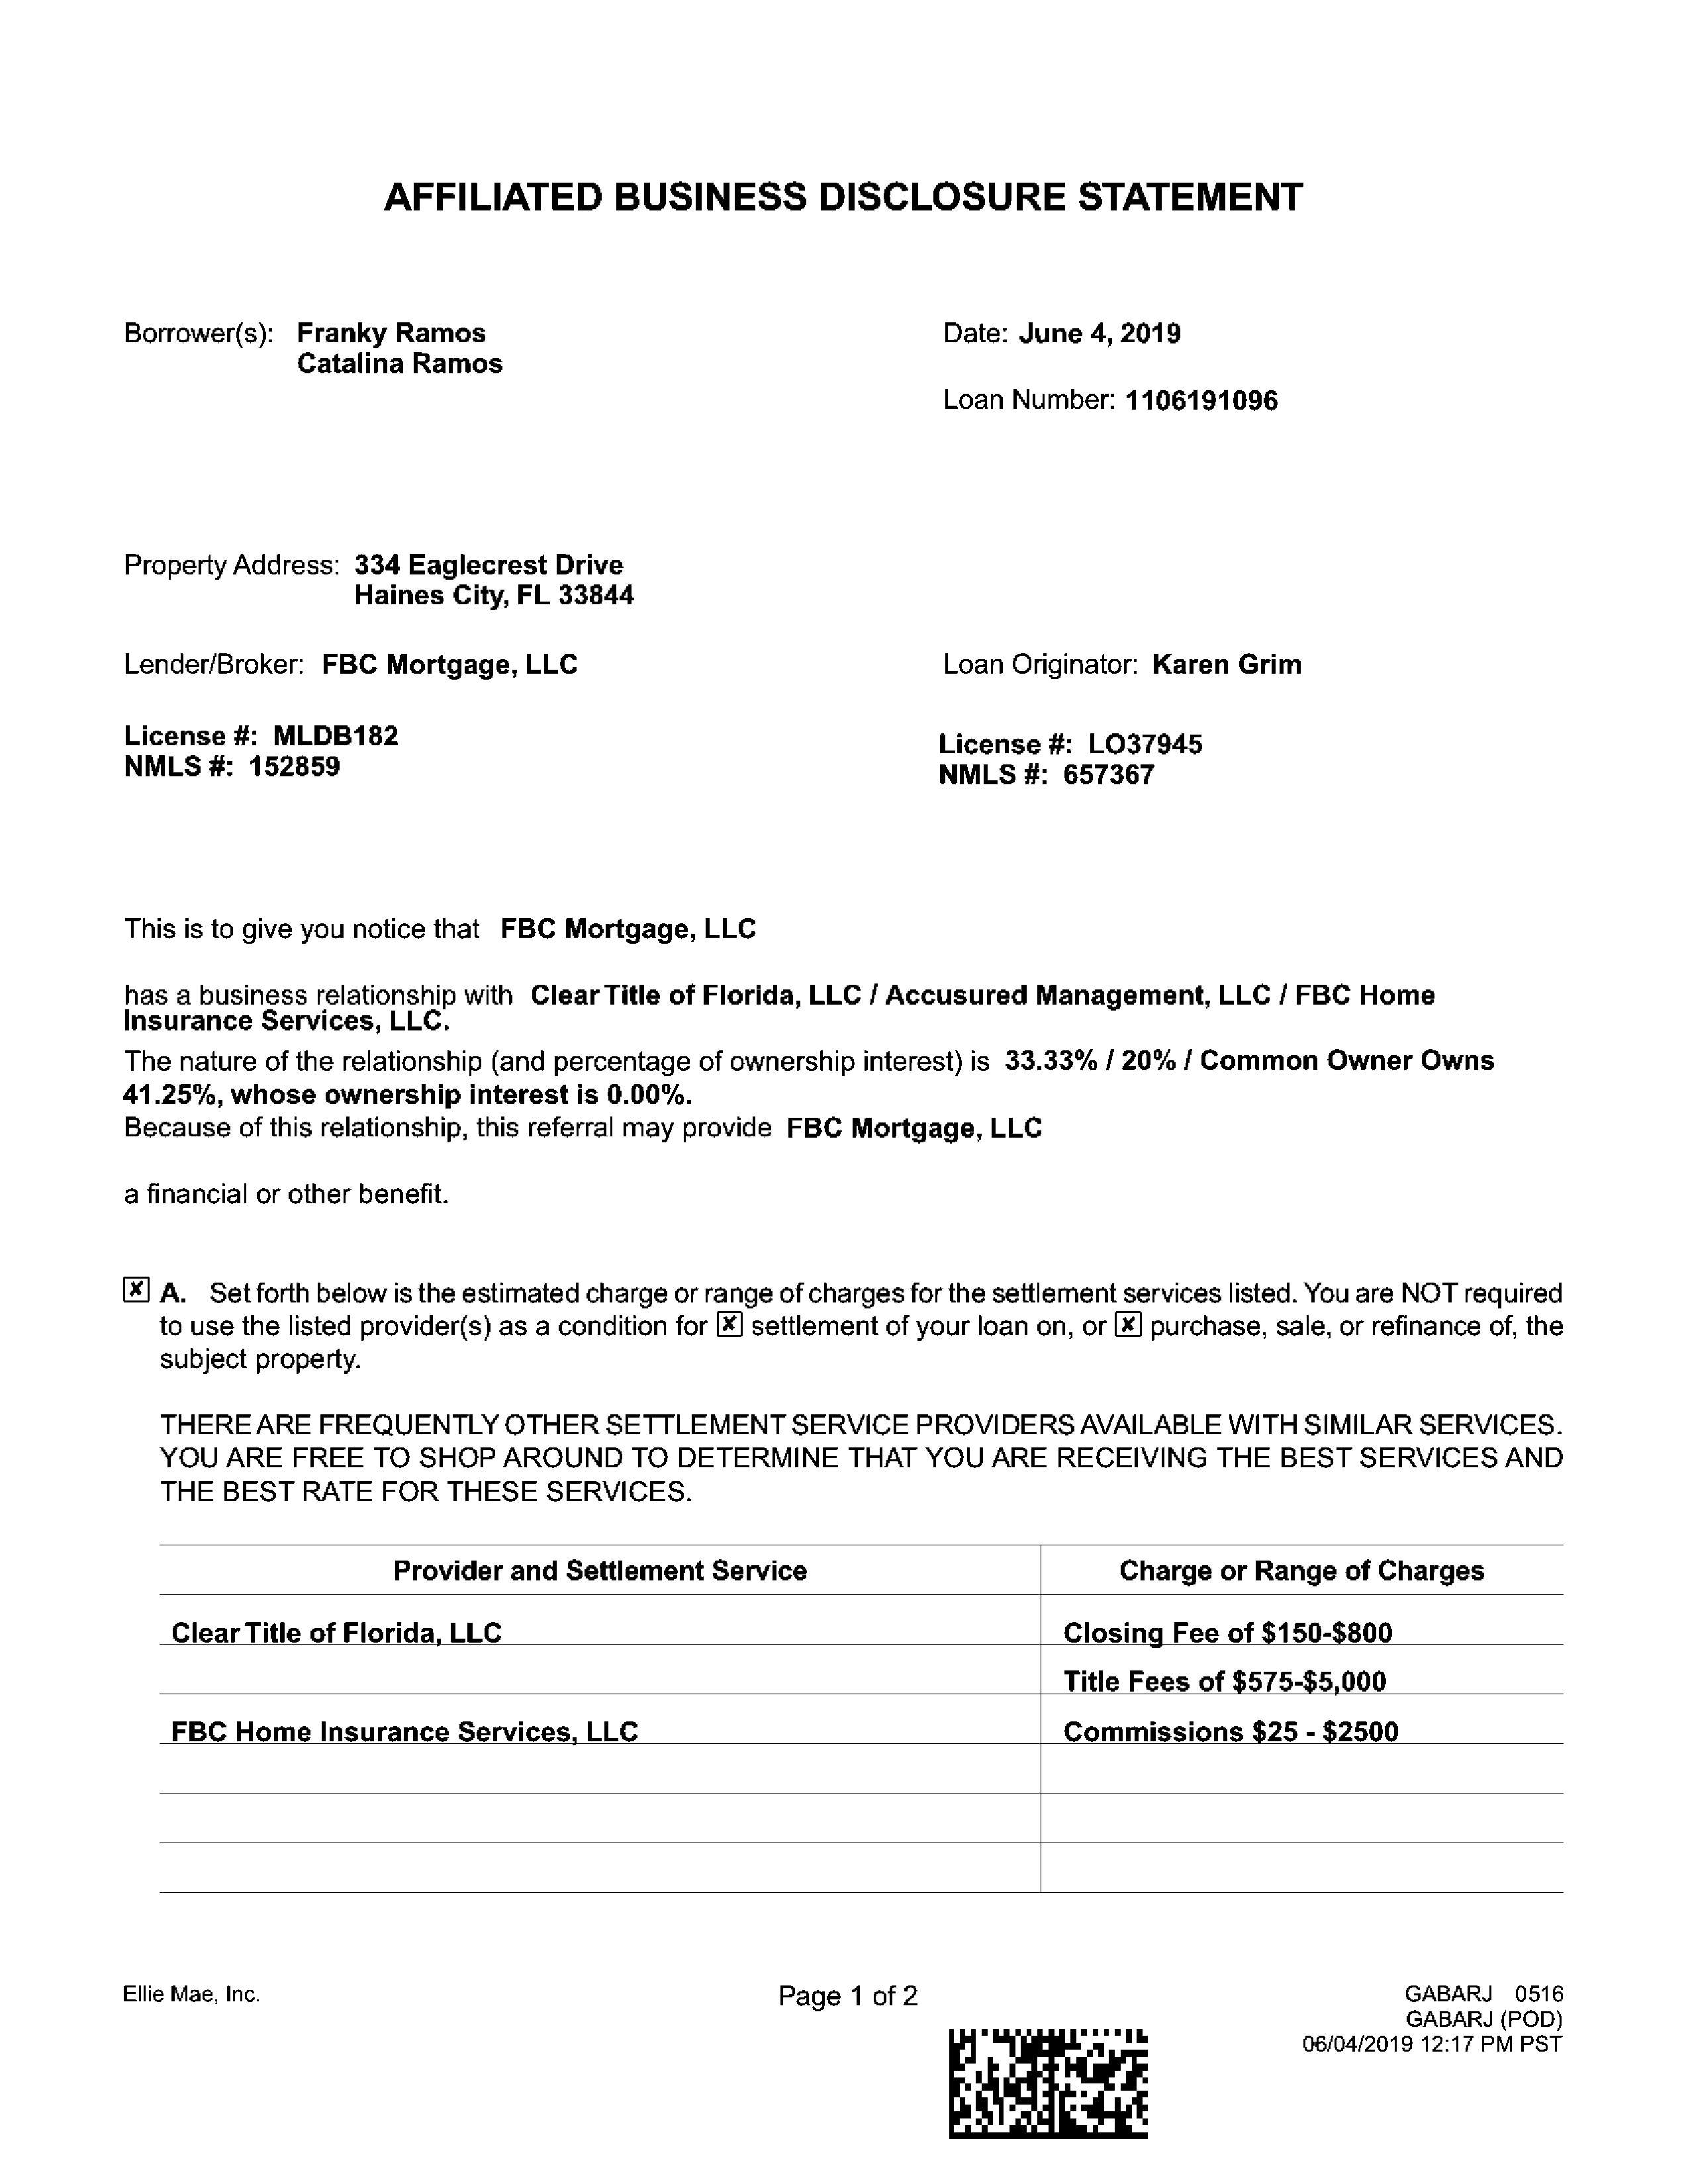 AFFILIATED BUSINESS DISCLOSURE STATEMENT
Borrower(s): Franky Ramos
Catalina Ramos
Date: June 4, 2019
Loan Number: 1106191096
Property Address: 334 Eaglecrest Drive
Haines City, FL 33844
Lender/Broker: FBC Mortgage, LLC
Loan Originator: Karen Grim
License #: MLDB182
NMLS #: 152859
License #: LO37945
NMLS #: 657367
This is to give you notice that FBC Mortgage, LLC
has a business relationship with Clear Title of Florida, LLC / Accusured Management, LLC / FBC Home
Insurance Services, LLC.
The nature of the relationship (and percentage of ownership interest) is 33.33% / 20% / Common Owner Owns
41.25%, whose ownership interest is 0.00%.
Because of this relationship, this referral may provide FBC Mortgage, LLC
a financial or other benefit.
☒ A. Set forth below is the estimated charge or range of charges for the settlement services listed. You are NOT required
to use the listed provider(s) as a condition for ☒ settlement of your loan on, or ☒ purchase, sale, or refinance of, the
subject property.
THERE ARE FREQUENTLY OTHER SETTLEMENT SERVICE PROVIDERS AVAILABLE WITH SIMILAR SERVICES.
YOU ARE FREE TO SHOP AROUND TO DETERMINE THAT YOU ARE RECEIVING THE BEST SERVICES AND
THE BEST RATE FOR THESE SERVICES.
Provider and Settlement Service Charge or Range of Charges
Clear Title of Florida, LLC Closing Fee of $150-$800
Title Fees of $575-$5,000
FBC Home Insurance Services, LLC Commissions $25 - $2500
Ellie Mae, Inc.
Page 1 of 2
GABARJ 0516
GABARJ (POD)
06/04/2019 12:17 PM PST